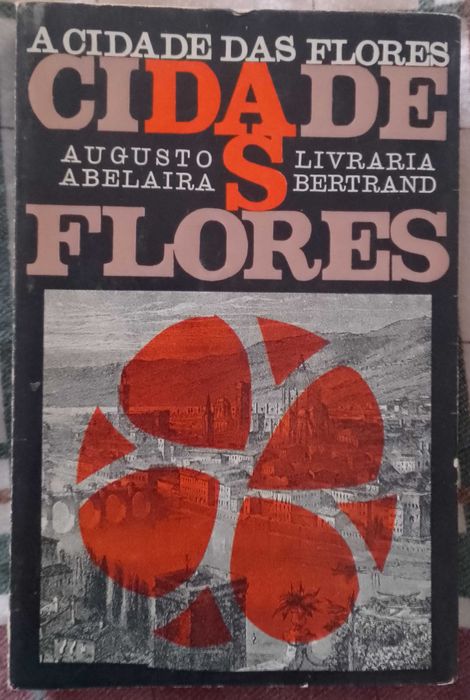 A CIDADE DAS FLORES
CIDADE
AUGUSTO S LIVRARIA
ABELAIRA BERTRAND
FLORES